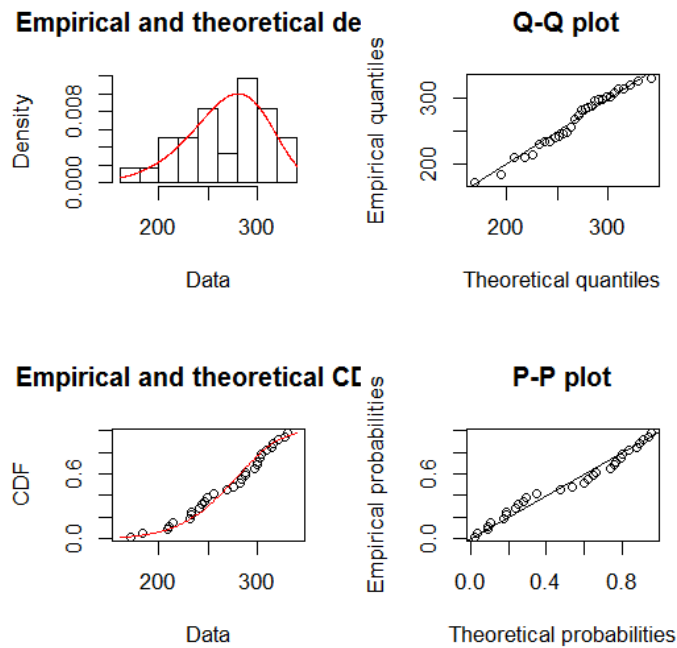 Empirical and theoretical de
Density
0.000
0.008
200
300
Data
Q-Q plot
Empirical quantiles
200
300
200
300
Theoretical quantiles
Empirical and theoretical CD
CDF
0.0
0.6
200
300
Data
P-P plot
Empirical probabilities
0.0
0.6
0.0
0.4
0.8
Theoretical probabilities